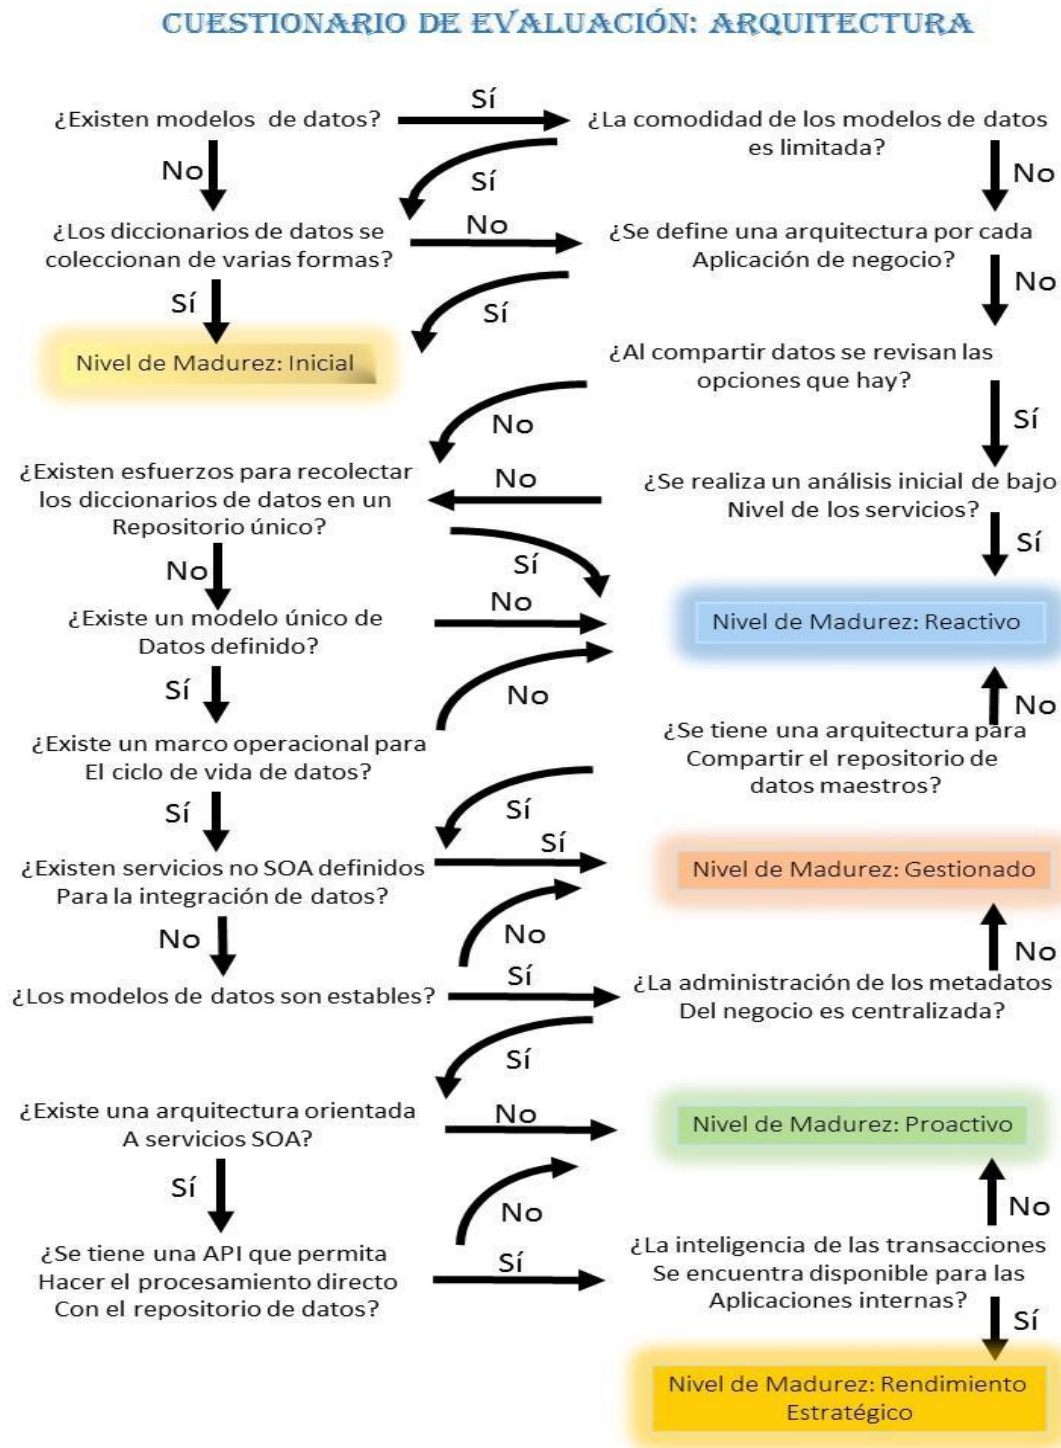 CUESTIONARIO DE EVALUACIÓN: ARQUITECTURA
¿Existen modelos de datos?
Sí
¿La comodidad de los modelos de datos
es limitada?
No
Sí
No
¿Los diccionarios de datos se
coleccionan de varias formas?
No
¿Se define una arquitectura por cada
Aplicación de negocio?
Sí
Sí
No
Nivel de Madurez: Inicial
¿Al compartir datos se revisan las
opciones que hay?
No
Sí
¿Existen esfuerzos para recolectar
los diccionarios de datos en un
Repositorio único?
No
¿Se realiza un análisis inicial de bajo
Nivel de los servicios?
No
Sí
Sí
¿Existe un modelo único de
Datos definido?
No
Nivel de Madurez: Reactivo
Sí
No
No
¿Existe un marco operacional para
El ciclo de vida de datos?
¿Se tiene una arquitectura para
Compartir el repositorio de
datos maestros?
Sí
Sí
¿Existen servicios no SOA definidos
Para la integración de datos?
Sí
Nivel de Madurez: Gestionado
No
No
No
¿Los modelos de datos son estables?
Sí
¿La administración de los metadatos
Del negocio es centralizada?
Sí
¿Existe una arquitectura orientada
A servicios SOA?
No
Nivel de Madurez: Proactivo
Sí
No
No
¿Se tiene una API que permita
Hacer el procesamiento directo
Con el repositorio de datos?
Sí
¿La inteligencia de las transacciones
Se encuentra disponible para las
Aplicaciones internas?
Sí
Nivel de Madurez: Rendimiento
Estratégico